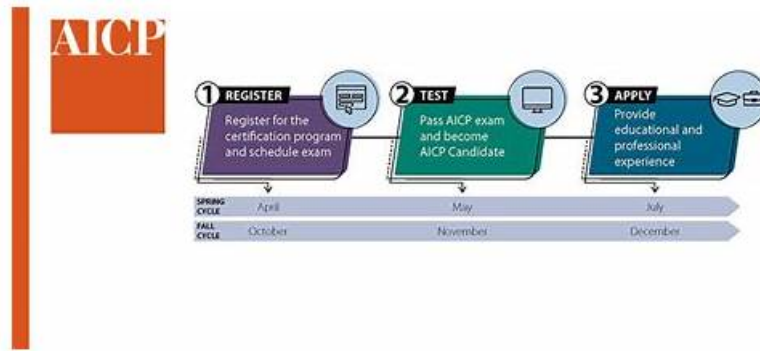 AICP
1 REGISTER
Register for the
certification program
and schedule exam
2 TEST
Pass AICP exam
and become
AICP Candidate
3 APPLY
Provide
educational and
professional
experience
SPRING
CYCLE
April
May
July
FALL
CYCLE
October
November
December